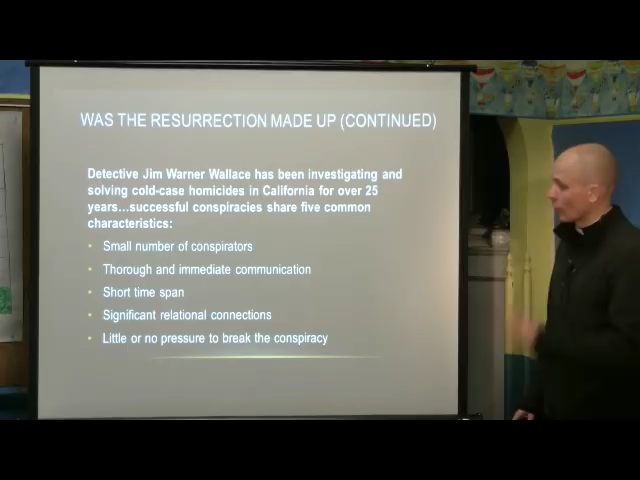 WAS THE RESURRECTION MADE UP (CONTINUED)
Detective Jim Warner Wallace has been investigating and
solving cold-case homicides in California for over 25
years…successful conspiracies share five common
characteristics:
• Small number of conspirators
• Thorough and immediate communication
• Short time span
• Significant relational connections
• Little or no pressure to break the conspiracy